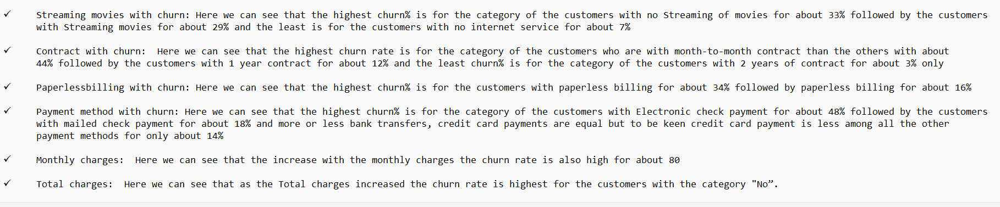 ✓ Streaming movies with churn: Here we can see that the highest churn% is for the category of the customers with no Streaming of movies for about 33% followed by the customers
with Streaming movies for about 29% and the least is for the customers with no internet service for about 7%
✓ Contract with churn:  Here we can see that the highest churn rate is for the category of the customers who are with month-to-month contract than the others with about
44% followed by the customers with 1 year contract for about 12% and the least churn% is for the category of the customers with 2 years of contract for about 3% only
✓ Paperlessbilling with churn: Here we can see that the highest churn% is for the customers with paperless billing for about 34% followed by paperless billing for about 16%
✓ Payment method with churn: Here we can see that the highest churn% is for the category of the customers with Electronic check payment for about 48% followed by the customers
with mailed check payment for about 18% and more or less bank transfers, credit card payments are equal but to be keen credit card payment is less among all the other
payment methods for only about 14%
✓ Monthly charges:  Here we can see that the increase with the monthly charges the churn rate is also high for about 80
✓ Total charges:  Here we can see that as the Total charges increased the churn rate is highest for the customers with the category "No”.